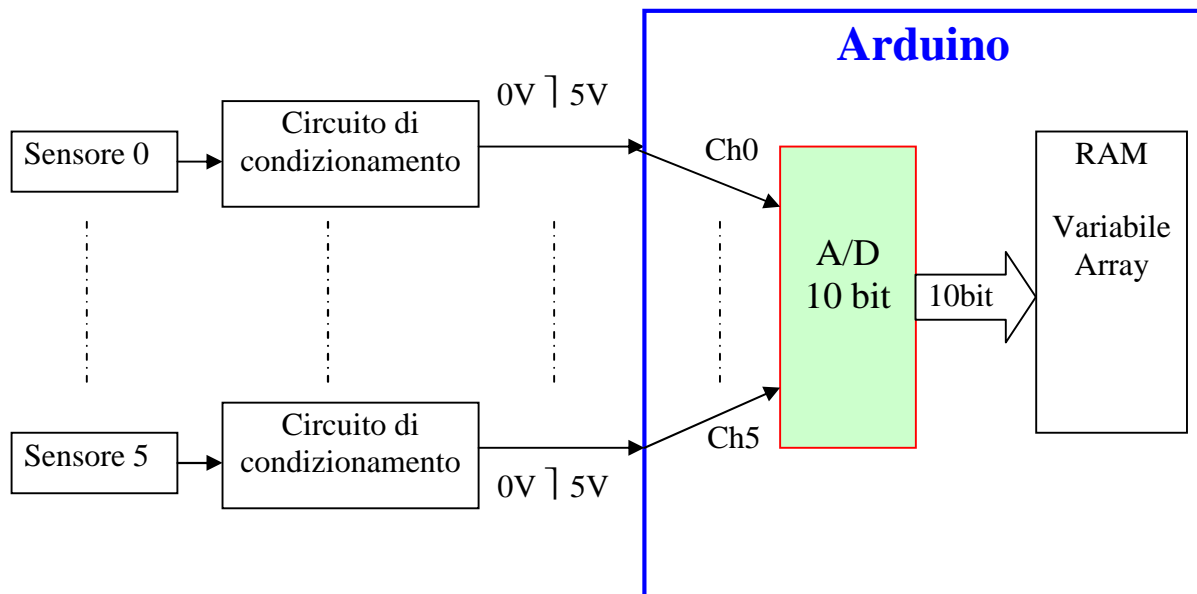 Arduino
0V ⎤ 5V
Sensore 0
Circuito di
condizionamento
Ch0
RAM
Variabile
Array
A/D
10 bit
10bit
Sensore 5
Circuito di
condizionamento
Ch5
0V ⎤ 5V